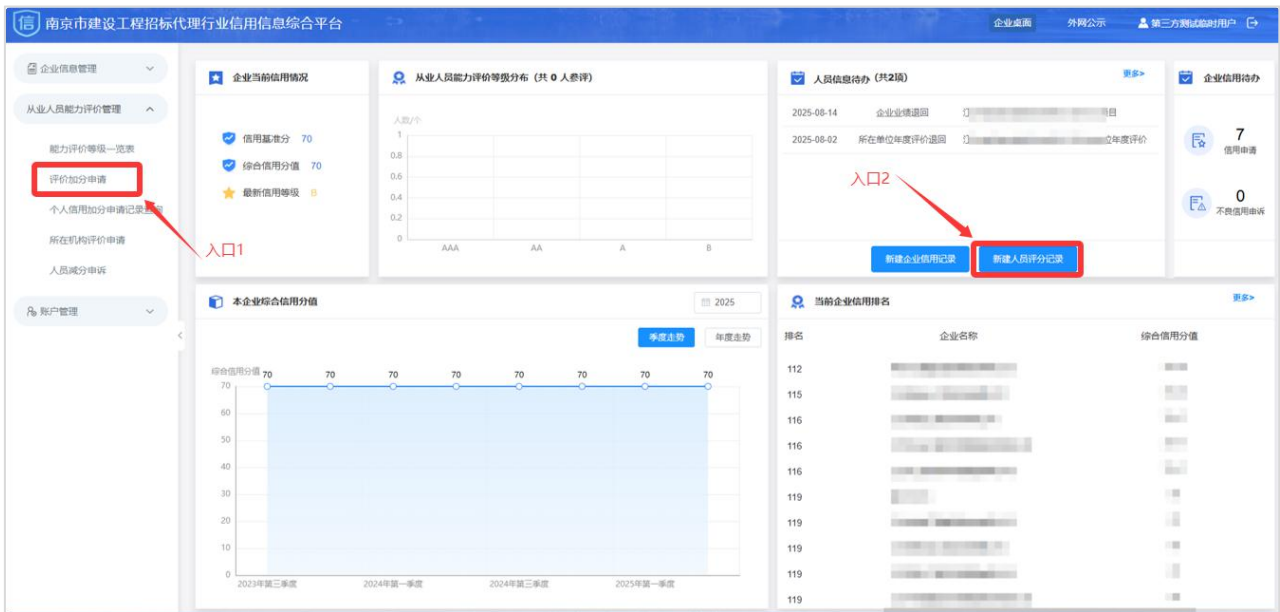 信 南京市建设工程招标代理行业信用信息综合平台
企业桌面 外网公示 第三方测试临时用户
企业信息管理
从业人员能力评价管理
能力评价等级一览表
评价加分申请
个人信用加分申请记录查询
所在机构评价申请
人员减分申诉
账户管理
入口1
企业当前信用情况
信用基准分 70
综合信用分值 70
最新信用等级 B
从业人员能力评价等级分布（共 0 人参评）
人数/个
1
0.8
0.6
0.4
0.2
0
AAA AA A B
人员信息待办（共2项） 更多>
2025-08-14 企业业绩退回
2025-08-02 所在单位年度评价退回 位年度评价
入口2
新建企业信用记录 新建人员评分记录
企业信用待办
7
信用申请
0
不良信用申诉
本企业综合信用分值 2025
季度走势 年度走势
综合信用分值
70 70 70 70 70 70 70 70
70
60
50
40
30
20
10
0
2023年第三季度 2024年第一季度 2024年第三季度 2025年第一季度
当前企业信用排名 更多>
排名 企业名称 综合信用分值
112
115
116
116
116
119
119
119
119
119